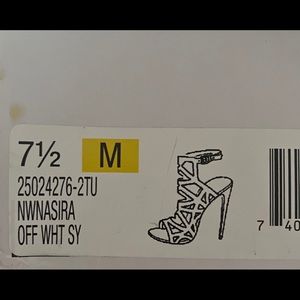 7½ M
25024276-2TU
NWNASIRA
OFF WHT SY
7 40